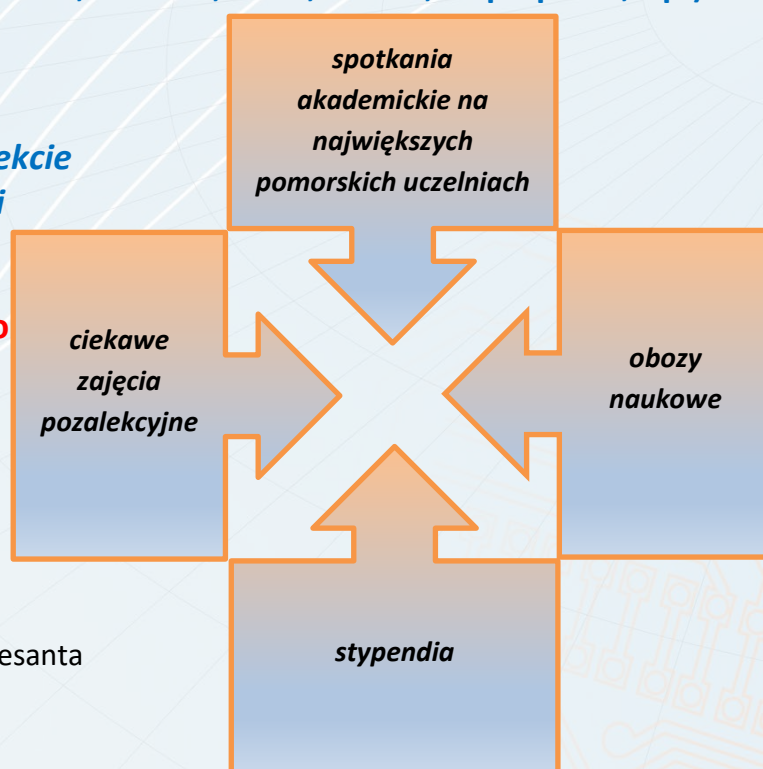 spotkania
akademickie na
największych
pomorskich uczelniach
ciekawe
zajęcia
pozalekcyjne
obozy
naukowe
stypendia